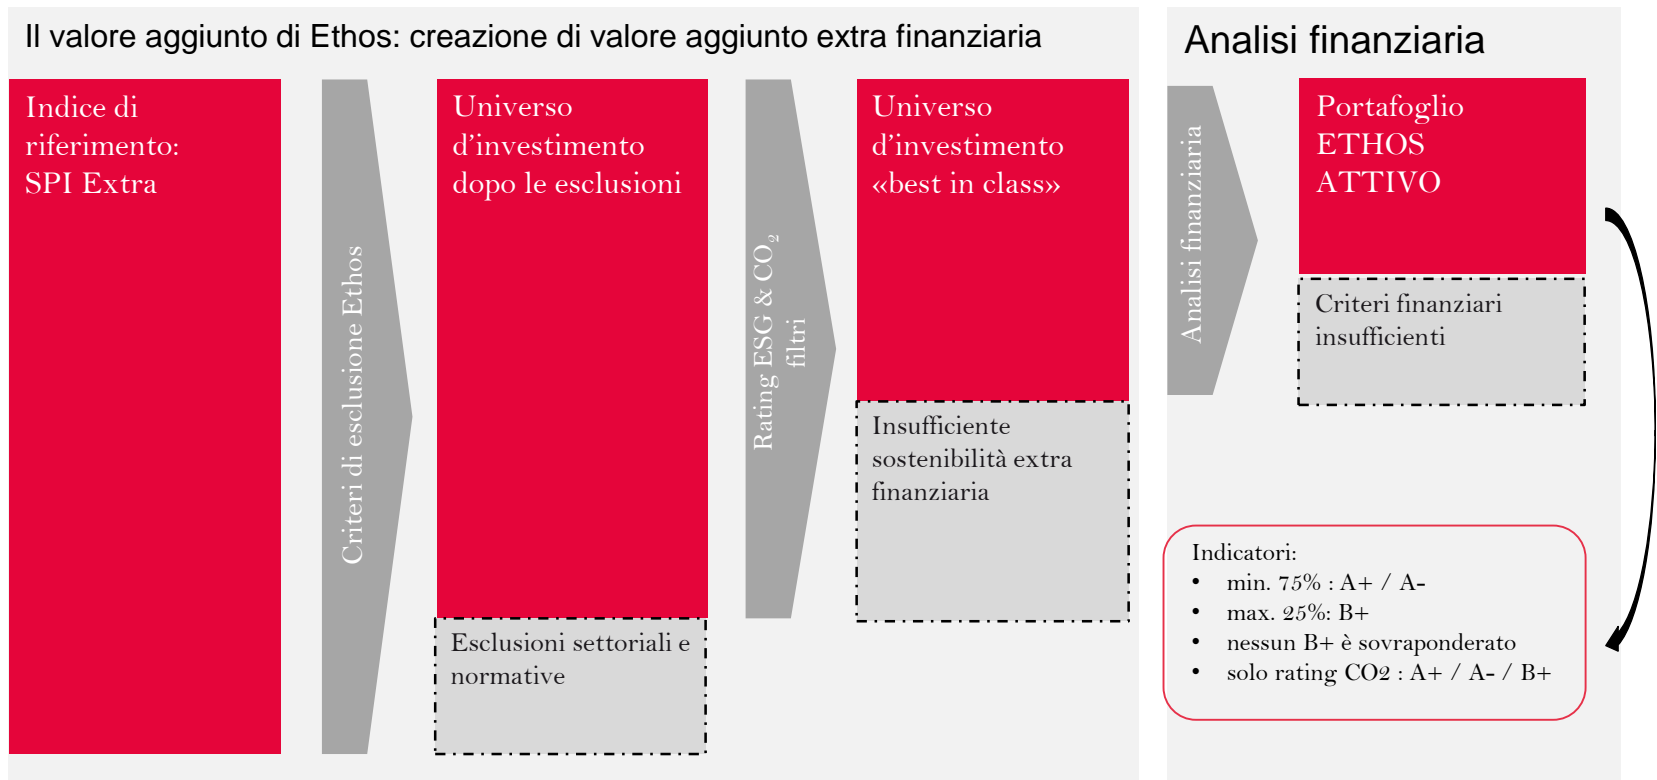 Il valore aggiunto di Ethos: creazione di valore aggiunto extra finanziaria
Indice di
riferimento:
SPI Extra
Criteri di esclusione Ethos
Universo
d’investimento
dopo le esclusioni
Esclusioni settoriali e
normative
Rating ESG & CO₂
filtri
Universo
d’investimento
«best in class»
Insufficiente
sostenibilità extra
finanziaria
Analisi finanziaria
Analisi finanziaria
Portafoglio
ETHOS
ATTIVO
Criteri finanziari
insufficienti
Indicatori:
• min. 75% : A+ / A-
• max. 25%: B+
• nessun B+ è sovraponderato
• solo rating CO2 : A+ / A- / B+